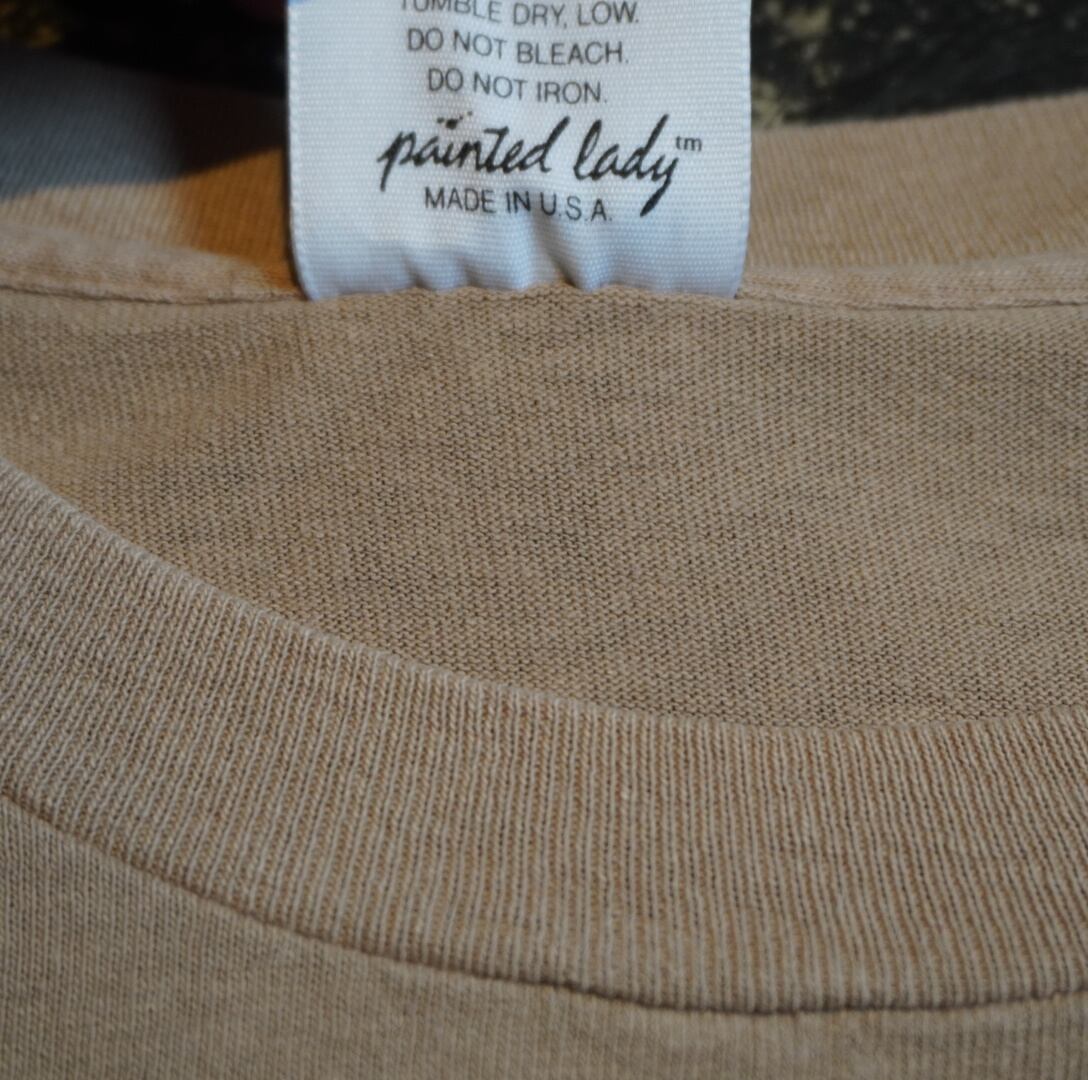 TUMBLE DRY, LOW.
DO NOT BLEACH.
DO NOT IRON.
painted lady™
MADE IN U.S.A.